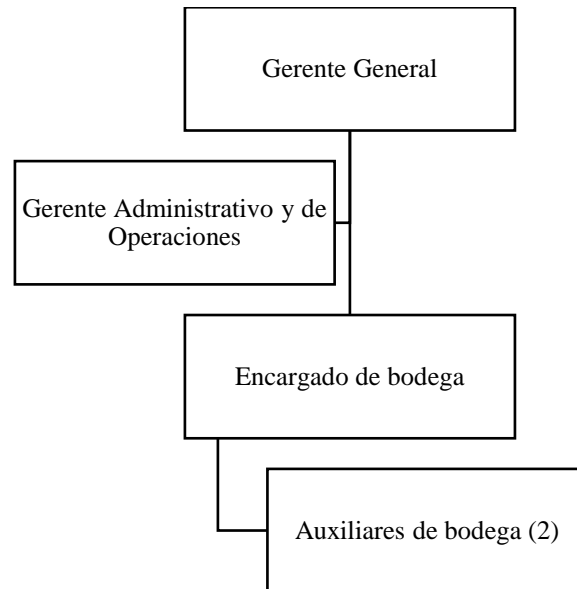 Gerente General
Gerente Administrativo y de
Operaciones
Encargado de bodega
Auxiliares de bodega (2)